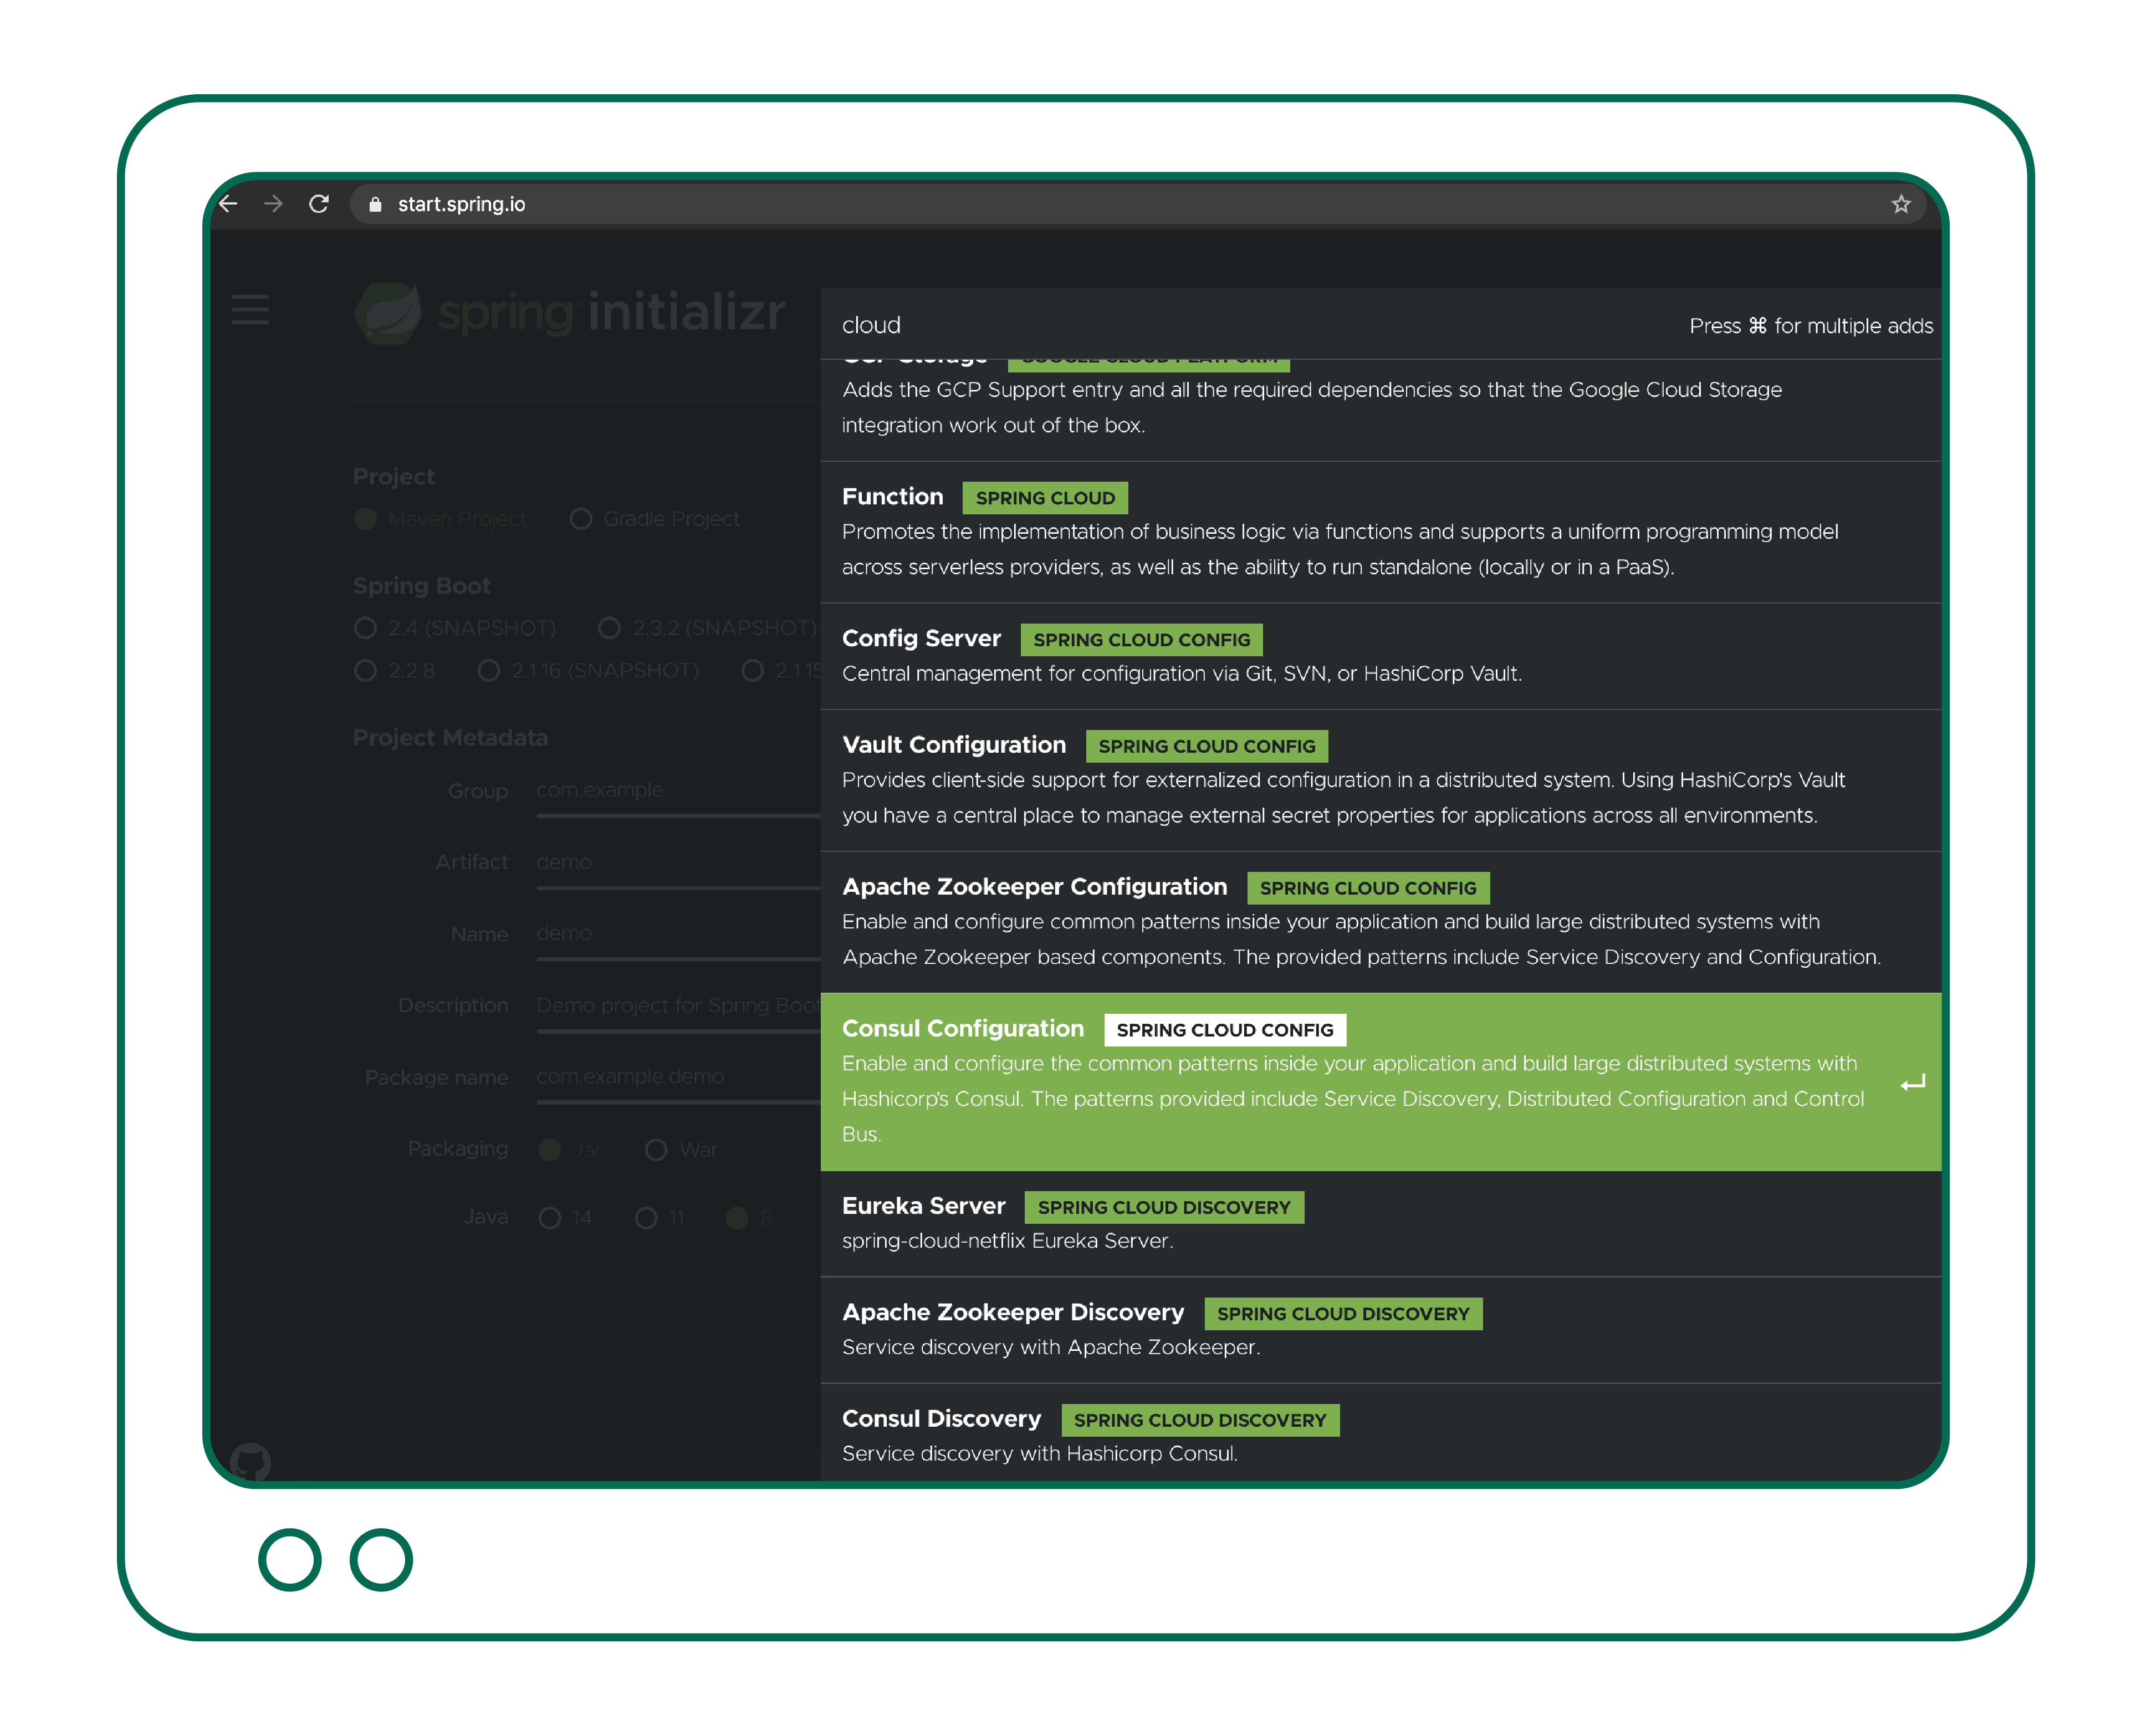 start.spring.io
spring initializr
Project
Maven Project Gradle Project
Spring Boot
2.4 (SNAPSHOT) 2.3.2 (SNAPSHOT)
2.2.8 2.1.16 (SNAPSHOT) 2.1.15
Project Metadata
Group com.example
Artifact demo
Name demo
Description Demo project for Spring Boot
Package name com.example.demo
Packaging Jar War
Java 14 11 8
cloud Press ⌘ for multiple adds
GCP Storage GOOGLE CLOUD PLATFORM
Adds the GCP Support entry and all the required dependencies so that the Google Cloud Storage
integration work out of the box.
Function SPRING CLOUD
Promotes the implementation of business logic via functions and supports a uniform programming model
across serverless providers, as well as the ability to run standalone (locally or in a PaaS).
Config Server SPRING CLOUD CONFIG
Central management for configuration via Git, SVN, or HashiCorp Vault.
Vault Configuration SPRING CLOUD CONFIG
Provides client-side support for externalized configuration in a distributed system. Using HashiCorp's Vault
you have a central place to manage external secret properties for applications across all environments.
Apache Zookeeper Configuration SPRING CLOUD CONFIG
Enable and configure common patterns inside your application and build large distributed systems with
Apache Zookeeper based components. The provided patterns include Service Discovery and Configuration.
Consul Configuration SPRING CLOUD CONFIG
Enable and configure the common patterns inside your application and build large distributed systems with
Hashicorp's Consul. The patterns provided include Service Discovery, Distributed Configuration and Control
Bus.
Eureka Server SPRING CLOUD DISCOVERY
spring-cloud-netflix Eureka Server.
Apache Zookeeper Discovery SPRING CLOUD DISCOVERY
Service discovery with Apache Zookeeper.
Consul Discovery SPRING CLOUD DISCOVERY
Service discovery with Hashicorp Consul.